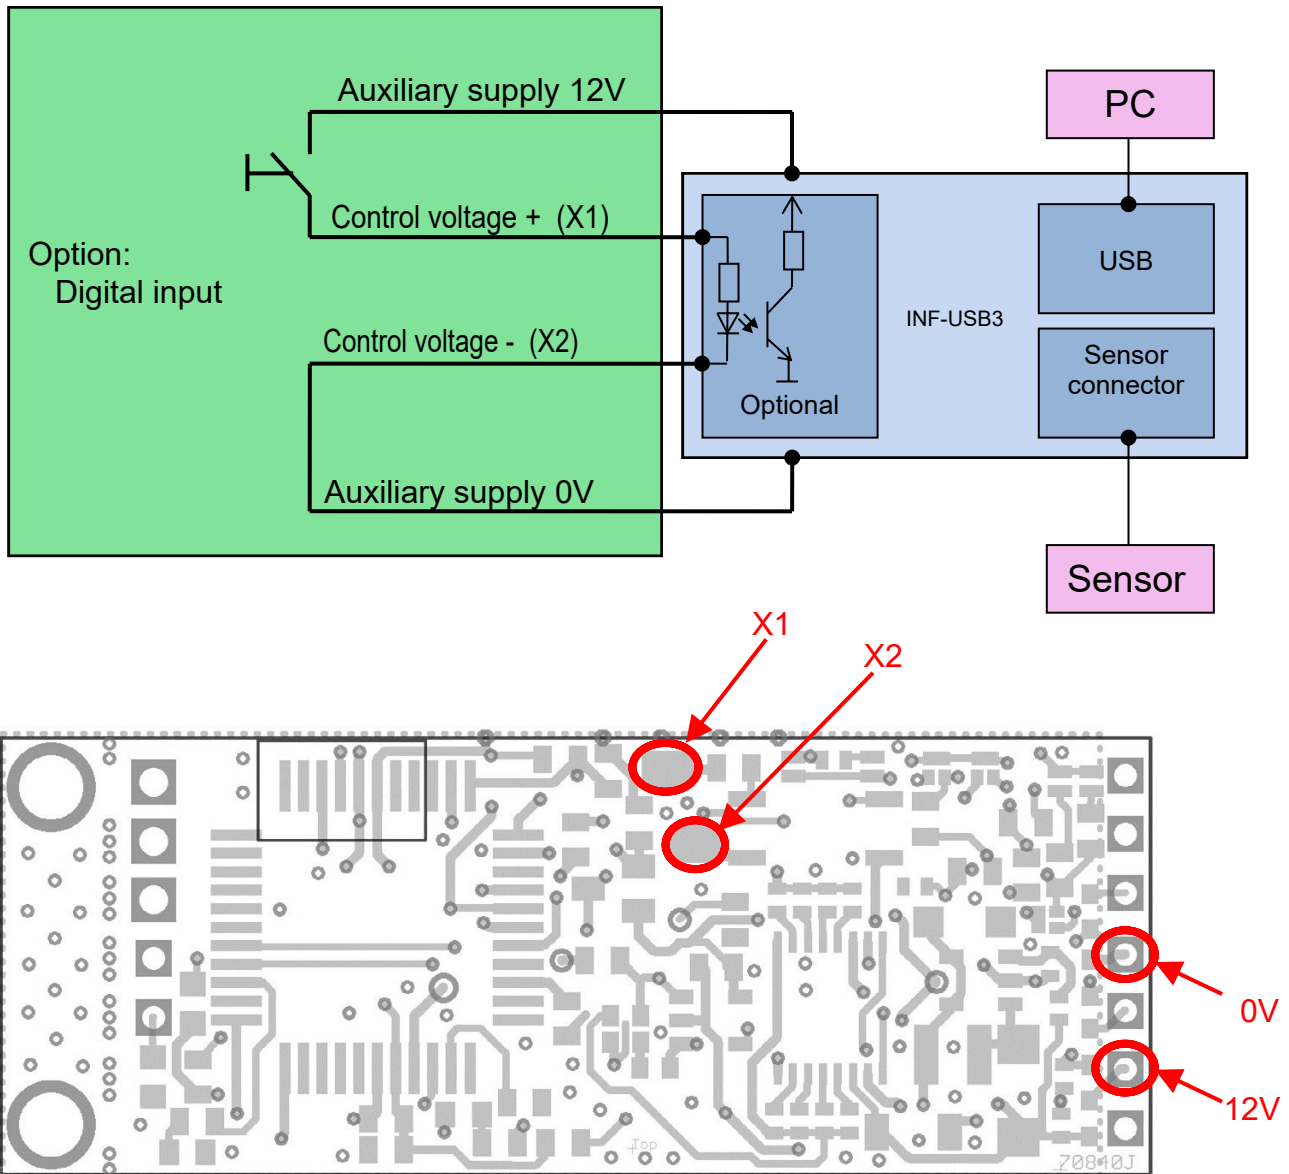 Auxiliary supply 12V
PC
Control voltage +  (X1)
Option:
Digital input
USB
INF-USB3
Control voltage -  (X2)
Sensor
connector
Optional
Auxiliary supply 0V
Sensor
X1
X2
0V
12V
Top
Z0840J